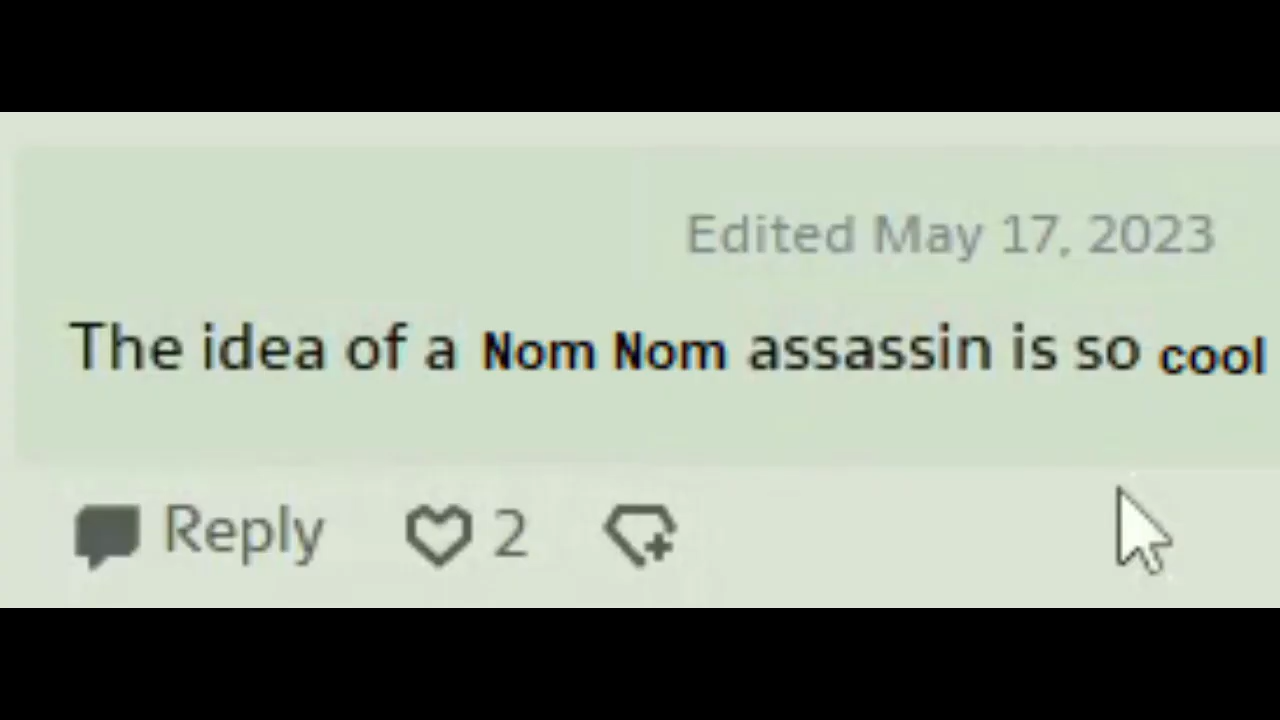 Edited May 17, 2023
The idea of a Nom Nom assassin is so cool
Reply 2